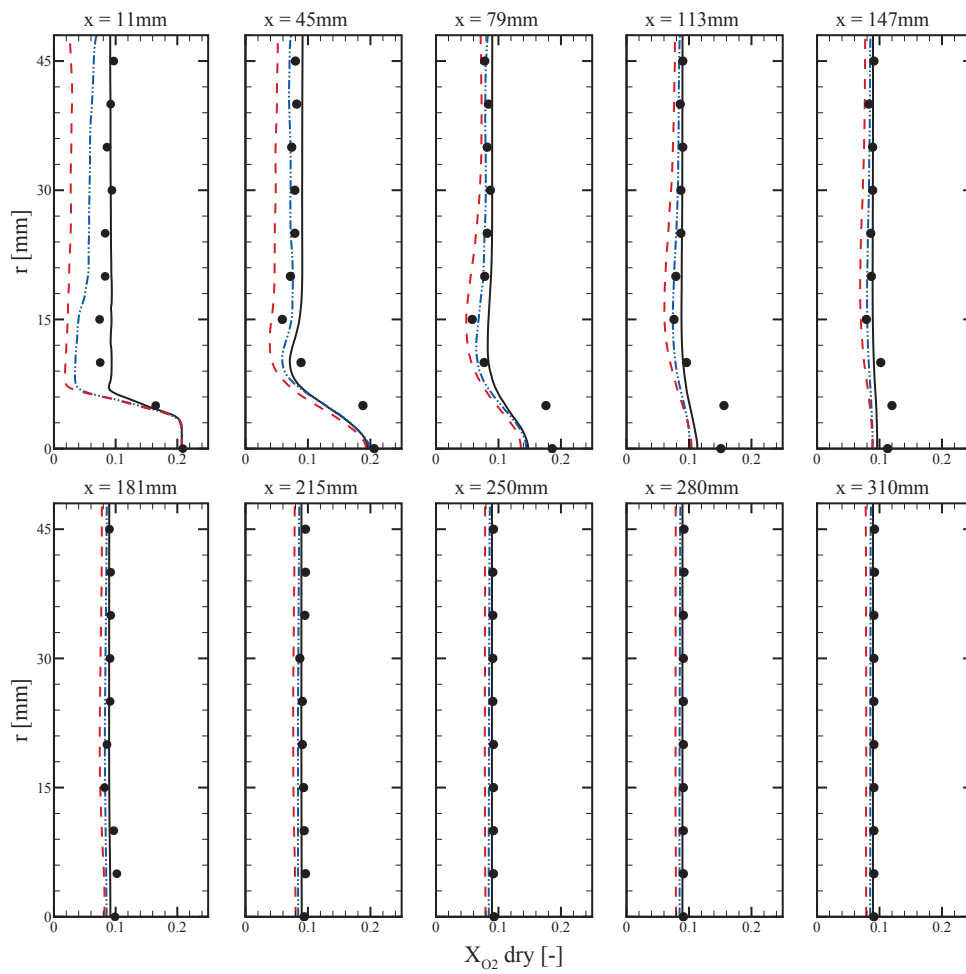 x = 11mm x = 45mm x = 79mm x = 113mm x = 147mm
45
30
15
0
r [mm]
0 0.1 0.2 0 0.1 0.2 0 0.1 0.2 0 0.1 0.2 0 0.1 0.2
x = 181mm x = 215mm x = 250mm x = 280mm x = 310mm
45
30
15
0
r [mm]
0 0.1 0.2 0 0.1 0.2 0 0.1 0.2 0 0.1 0.2 0 0.1 0.2
X_O2 dry [-]